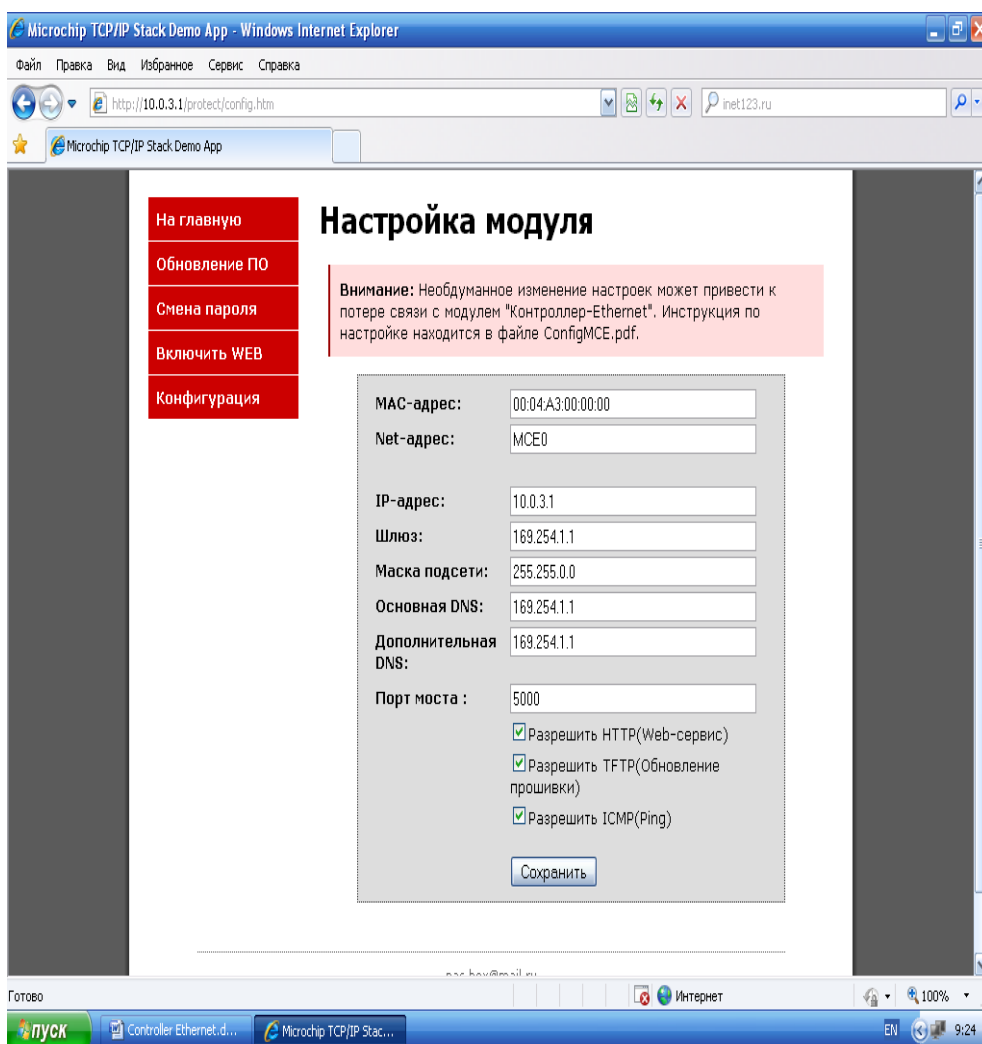 Microchip TCP/IP Stack Demo App - Windows Internet Explorer
Файл Правка Вид Избранное Сервис Справка
http://10.0.3.1/protect/config.htm
inet123.ru
Microchip TCP/IP Stack Demo App
На главную
Обновление ПО
Смена пароля
Включить WEB
Конфигурация
Настройка модуля
Внимание: Необдуманное изменение настроек может привести к
потере связи с модулем "Контроллер-Ethernet". Инструкция по
настройке находится в файле ConfigMCE.pdf.
MAC-адрес: 00:04:A3:00:00:00
Net-адрес: MCE0
IP-адрес: 10.0.3.1
Шлюз: 169.254.1.1
Маска подсети: 255.255.0.0
Основная DNS: 169.254.1.1
Дополнительная DNS: 169.254.1.1
Порт моста : 5000
Разрешить HTTP(Web-сервис)
Разрешить TFTP(Обновление
прошивки)
Разрешить ICMP(Ping)
Сохранить
Готово
Интернет
100%
пуск
Controller Ethernet.d...
Microchip TCP/IP Stac...
EN
9:24